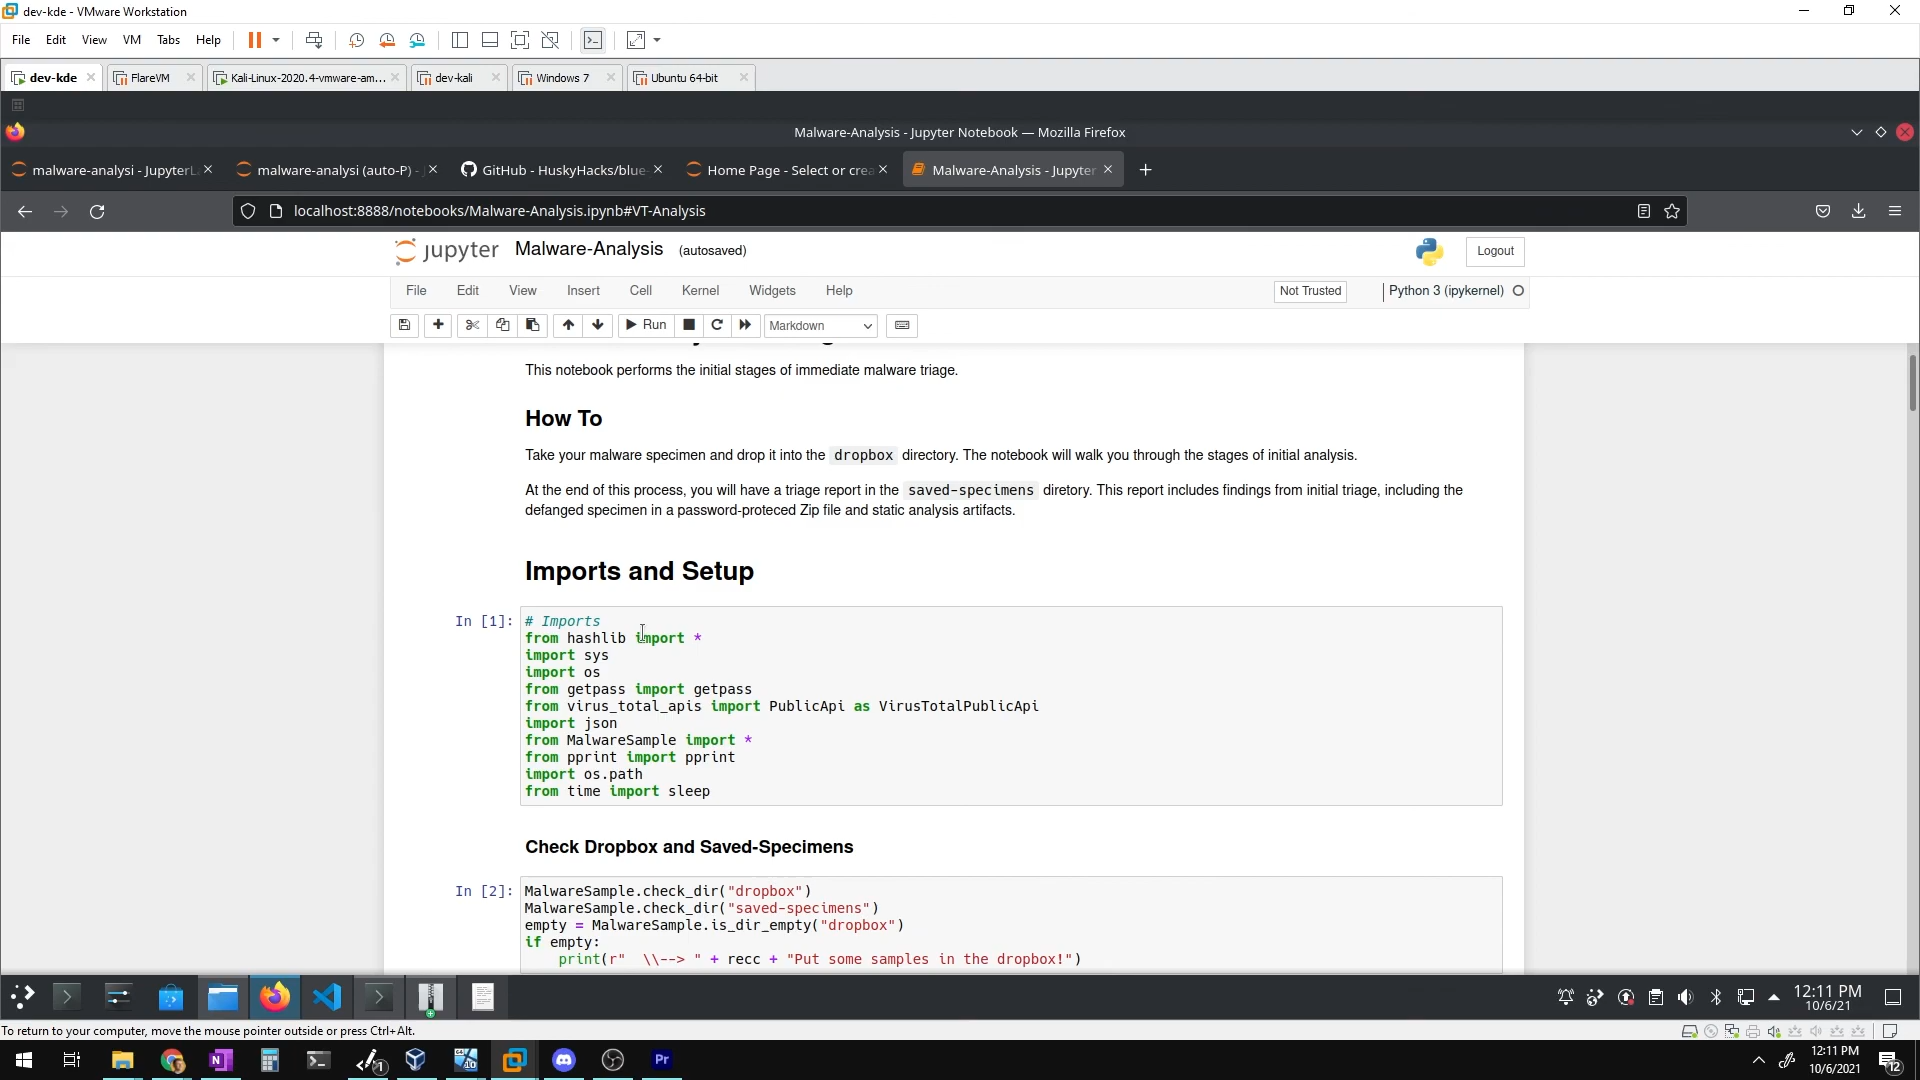 dev-kde - VMware Workstation
File Edit View VM Tabs Help
dev-kde FlareVM Kali-Linux-2020.4-vmware-am... dev-kali Windows 7 Ubuntu 64-bit
Malware-Analysis - Jupyter Notebook — Mozilla Firefox
malware-analysi - JupyterL malware-analysi (auto-P) - GitHub - HuskyHacks/blue- Home Page - Select or crea Malware-Analysis - Jupyter
localhost:8888/notebooks/Malware-Analysis.ipynb#VT-Analysis
jupyter Malware-Analysis (autosaved) Logout
File Edit View Insert Cell Kernel Widgets Help Not Trusted Python 3 (ipykernel)
Run Markdown
This notebook performs the initial stages of immediate malware triage.
How To
Take your malware specimen and drop it into the dropbox directory. The notebook will walk you through the stages of initial analysis.
At the end of this process, you will have a triage report in the saved-specimens diretory. This report includes findings from initial triage, including the
defanged specimen in a password-proteced Zip file and static analysis artifacts.
Imports and Setup
In [1]: # Imports
from hashlib import *
import sys
import os
from getpass import getpass
from virus_total_apis import PublicApi as VirusTotalPublicApi
import json
from MalwareSample import *
from pprint import pprint
import os.path
from time import sleep
Check Dropbox and Saved-Specimens
In [2]: MalwareSample.check_dir("dropbox")
MalwareSample.check_dir("saved-specimens")
empty = MalwareSample.is_dir_empty("dropbox")
if empty:
    print(r"  \\--> " + recc + "Put some samples in the dropbox!")
12:11 PM
10/6/21
To return to your computer, move the mouse pointer outside or press Ctrl+Alt.
12:11 PM
10/6/2021
12